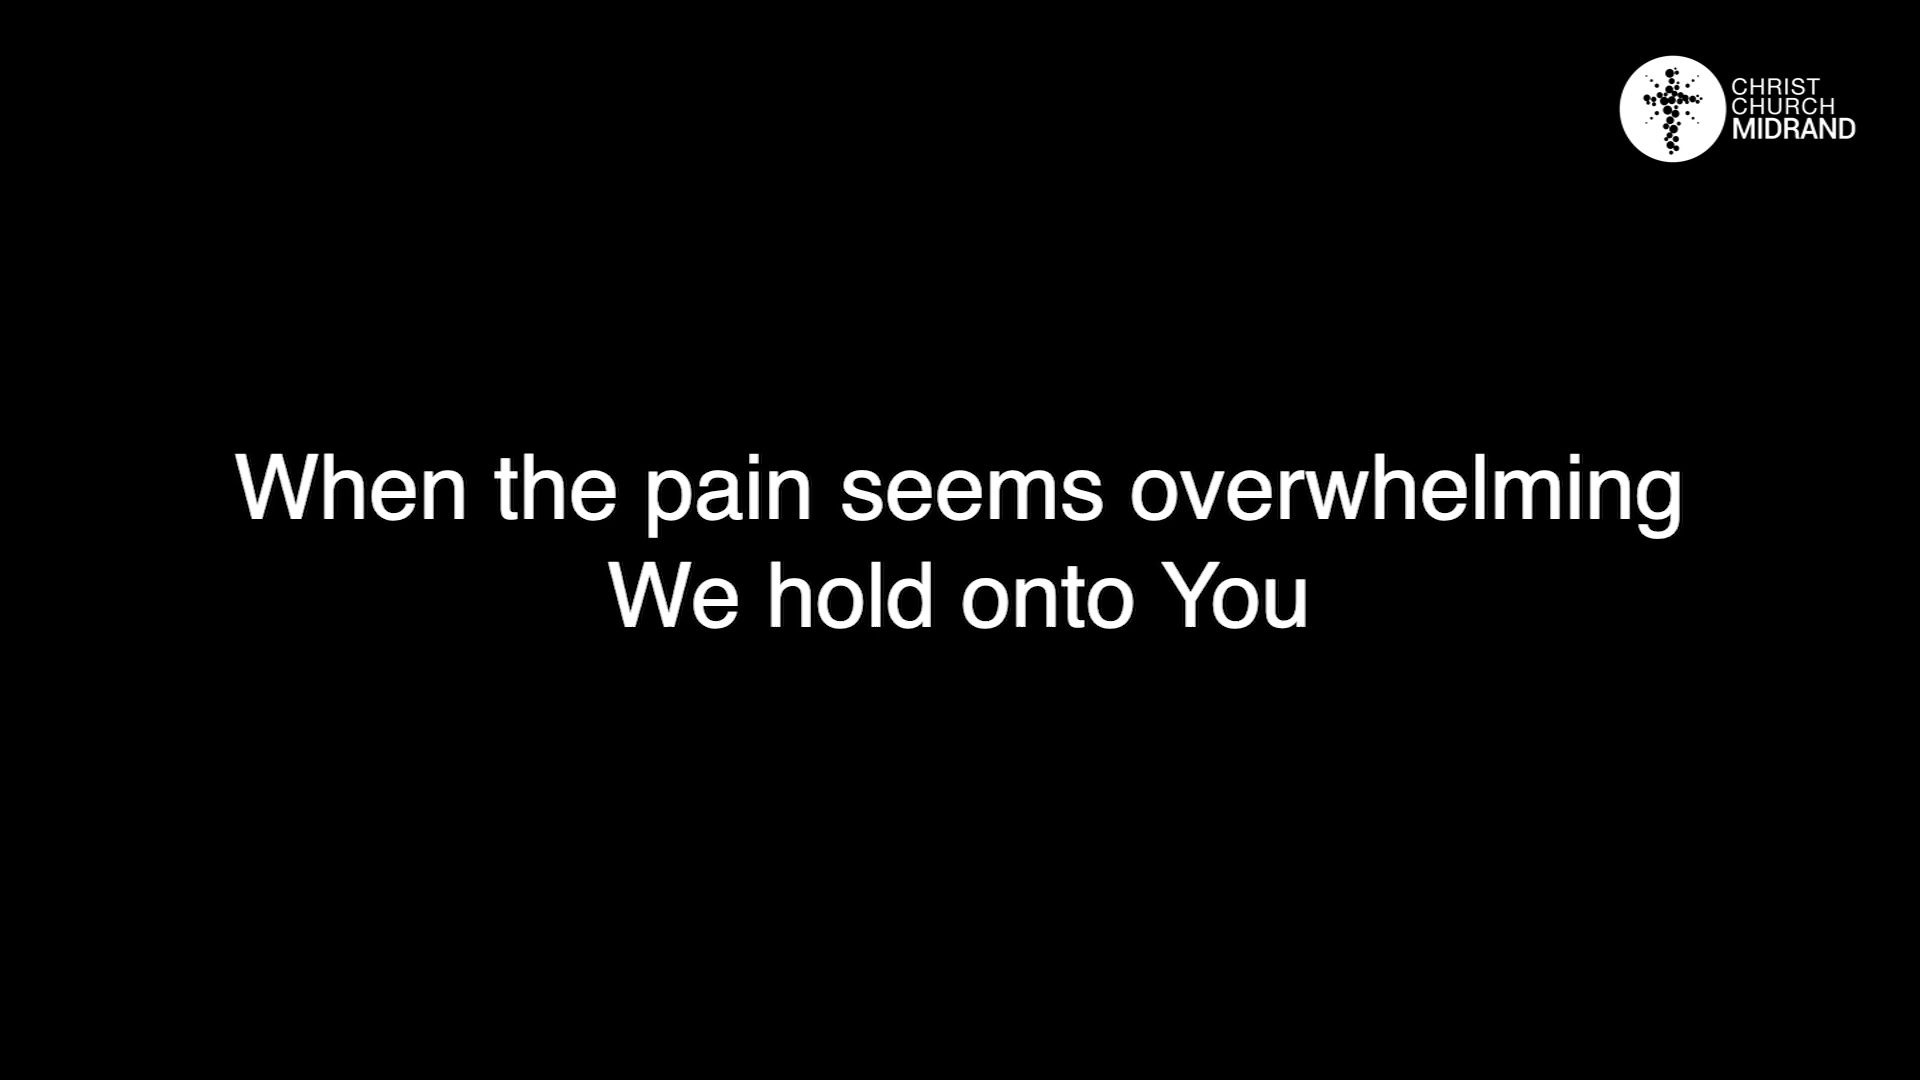 CHRIST
CHURCH
MIDRAND
When the pain seems overwhelming
We hold onto You